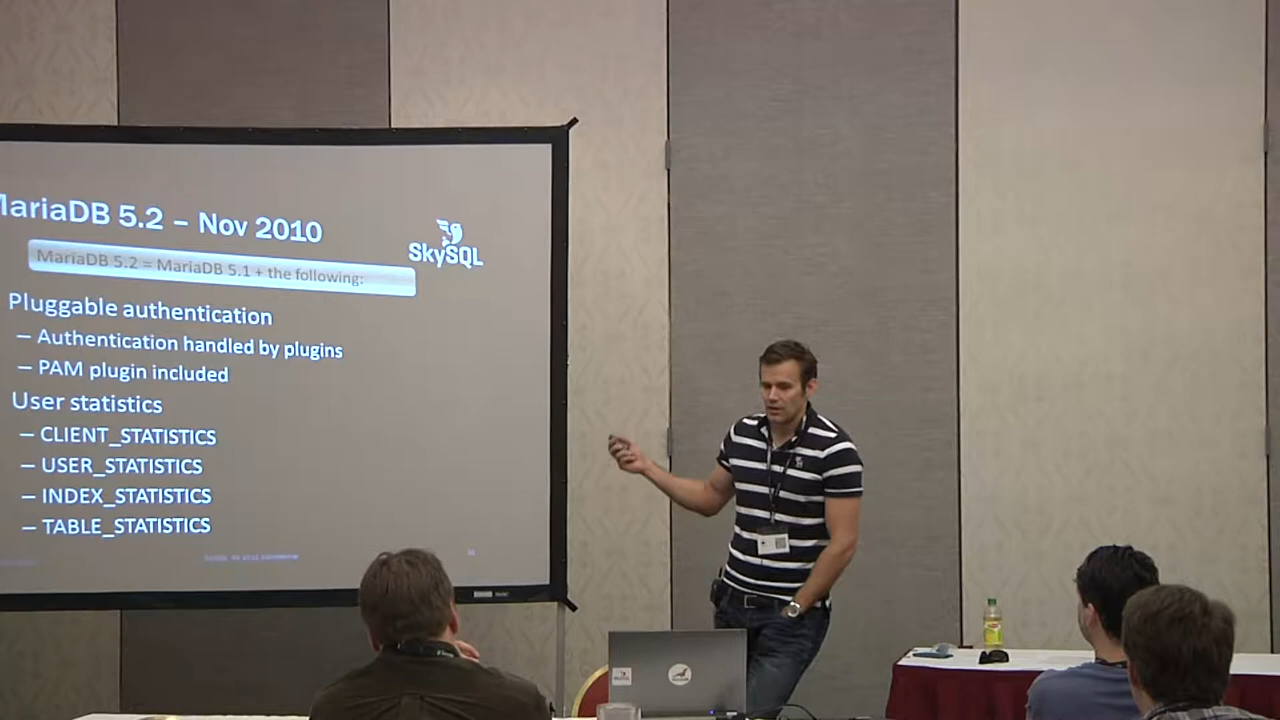 MariaDB 5.2 – Nov 2010
SkySQL
MariaDB 5.2 = MariaDB 5.1 + the following:
Pluggable authentication
– Authentication handled by plugins
– PAM plugin included
User statistics
– CLIENT_STATISTICS
– USER_STATISTICS
– INDEX_STATISTICS
– TABLE_STATISTICS